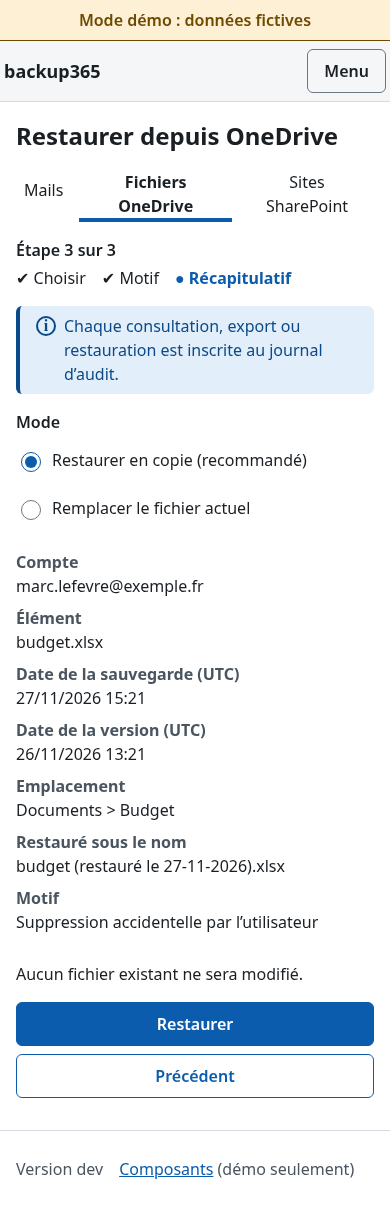 Mode démo : données fictives
backup365
Menu
Restaurer depuis OneDrive
Mails
Fichiers
OneDrive
Sites
SharePoint
Étape 3 sur 3
✔ Choisir ✔ Motif ● Récapitulatif
Chaque consultation, export ou
restauration est inscrite au journal
d’audit.
Mode
Restaurer en copie (recommandé)
Remplacer le fichier actuel
Compte
marc.lefevre@exemple.fr
Élément
budget.xlsx
Date de la sauvegarde (UTC)
27/11/2026 15:21
Date de la version (UTC)
26/11/2026 13:21
Emplacement
Documents > Budget
Restauré sous le nom
budget (restauré le 27-11-2026).xlsx
Motif
Suppression accidentelle par l’utilisateur
Aucun fichier existant ne sera modifié.
Restaurer
Précédent
Version dev Composants (démo seulement)